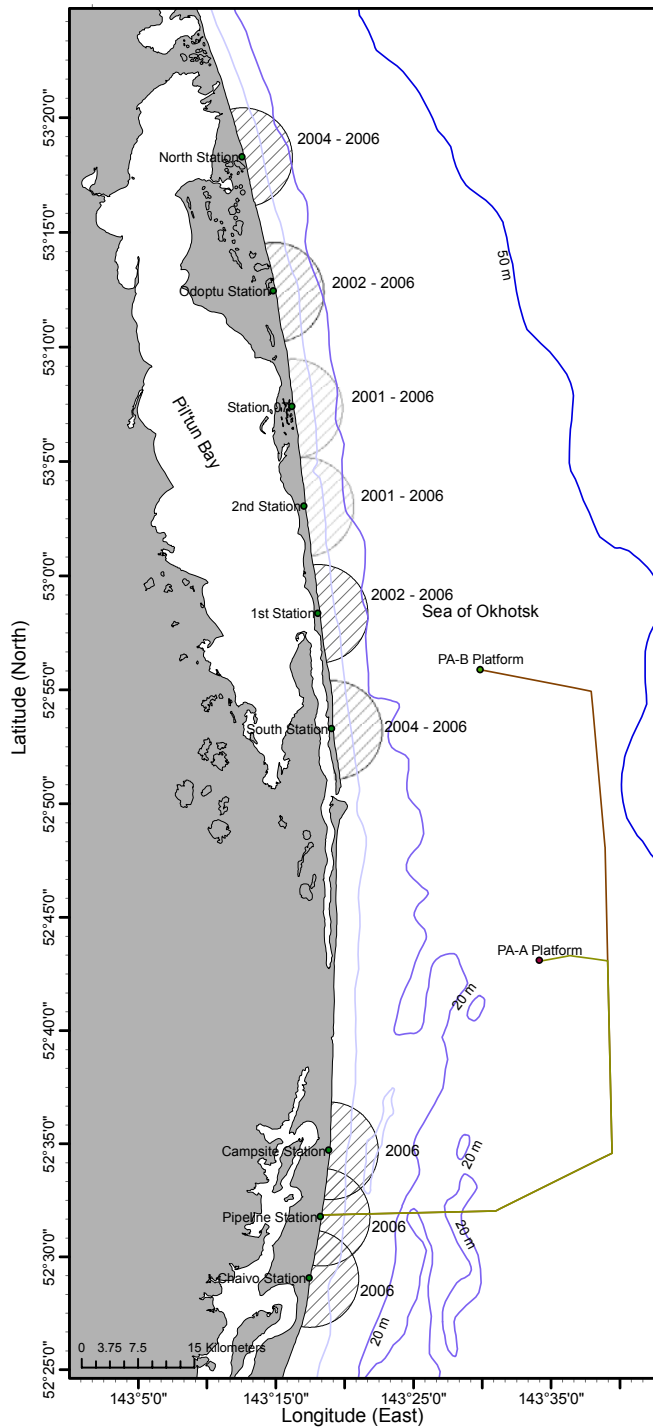 53°20'0"
North Station
2004 - 2006
53°15'0"
50 m
Odoptu Station
2002 - 2006
53°10'0"
Pil'tun Bay
Station 07
2001 - 2006
53°5'0"
2nd Station
2001 - 2006
53°0'0"
1st Station
2002 - 2006
Sea of Okhotsk
PA-B Platform
52°55'0"
South Station
2004 - 2006
Latitude (North)
52°50'0"
52°45'0"
PA-A Platform
20 m
52°40'0"
52°35'0"
Campsite Station
2006
20 m
Pipeline Station
2006
20 m
52°30'0"
Chaivo Station
2006
20 m
0 3.75 7.5 15 Kilometers
52°25'0"
143°5'0" 143°15'0" 143°25'0" 143°35'0"
Longitude (East)